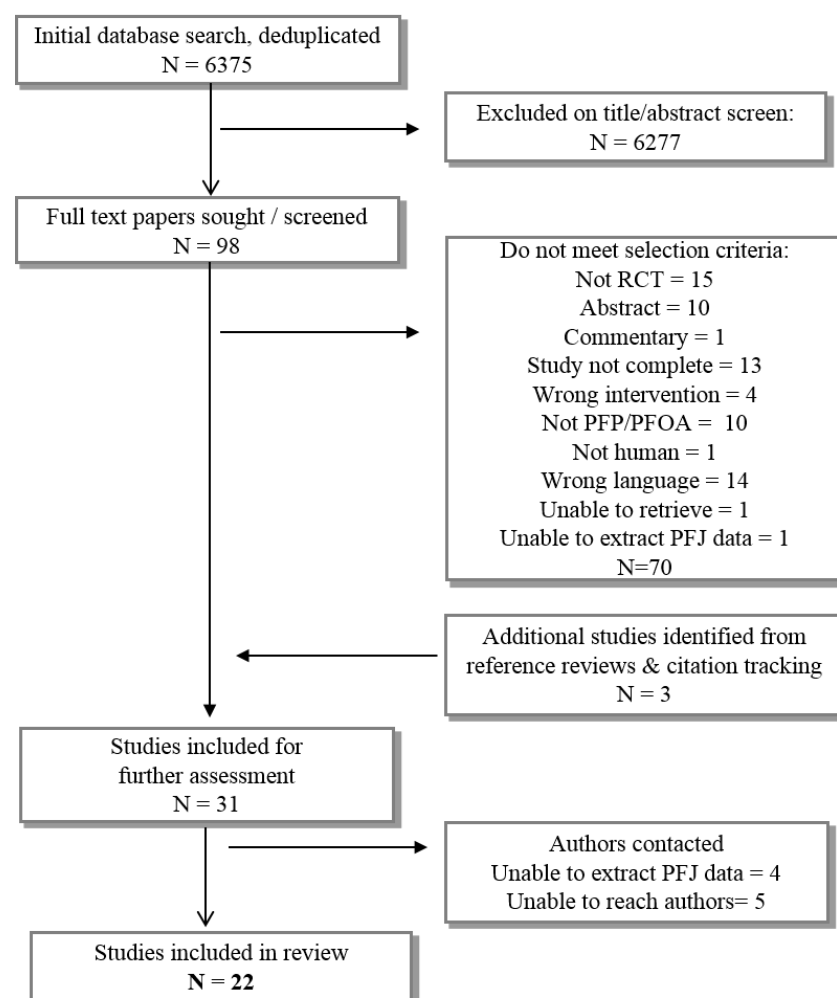 Initial database search, deduplicated
N = 6375
Excluded on title/abstract screen:
N = 6277
Full text papers sought / screened
N = 98
Do not meet selection criteria:
Not RCT = 15
Abstract = 10
Commentary = 1
Study not complete = 13
Wrong intervention = 4
Not PFP/PFOA =  10
Not human = 1
Wrong language = 14
Unable to retrieve = 1
Unable to extract PFJ data = 1
N=70
Additional studies identified from
reference reviews & citation tracking
N = 3
Studies included for
further assessment
N = 31
Authors contacted
Unable to extract PFJ data = 4
Unable to reach authors= 5
Studies included in review
N = 22